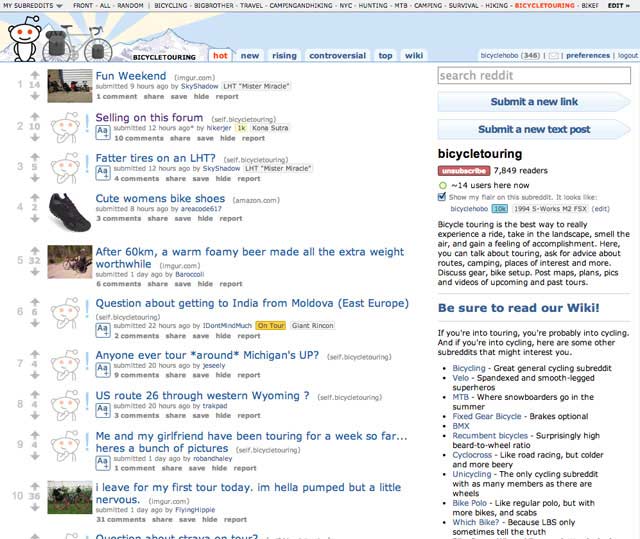 MY SUBREDDITS ▼ FRONT - ALL - RANDOM | BICYCLING - BIGBROTHER - TRAVEL - CAMPINGANDHIKING - NYC - HUNTING - MTB - CAMPING - SURVIVAL - HIKING - BICYCLETOURING - BIKEF EDIT »
BICYCLETOURING hot new rising controversial top wiki
bicyclehobo (346) | | preferences | logout
1
14
Fun Weekend (imgur.com)
submitted 9 hours ago by SkyShadow LHT "Mister Miracle"
1 comment share save hide report
2
10
Selling on this forum (self.bicycletouring)
Aa+ submitted 12 hours ago* by hikerjer 1k Kona Sutra
10 comments share save hide report
3
5
Fatter tires on an LHT? (self.bicycletouring)
Aa+ submitted 12 hours ago by SkyShadow LHT "Mister Miracle"
4 comments share save hide report
4
2
Cute womens bike shoes (amazon.com)
submitted 8 hours ago by areacode617
3 comments share save hide report
5
32
After 60km, a warm foamy beer made all the extra weight
worthwhile (imgur.com)
submitted 1 day ago by Baroccoli
6 comments share save hide report
6
6
Question about getting to India from Moldova (East Europe)
(self.bicycletouring)
Aa+ submitted 22 hours ago by IDontMindMuch On Tour Giant Rincon
2 comments share save hide report
7
4
Anyone ever tour *around* Michigan's UP? (self.bicycletouring)
Aa+ submitted 20 hours ago by jeseely
9 comments share save hide report
8
4
US route 26 through western Wyoming ? (self.bicycletouring)
Aa+ submitted 20 hours ago by trakpad
3 comments share save hide report
9
4
Me and my girlfriend have been touring for a week so far...
heres a bunch of pictures (self.bicycletouring)
Aa+ submitted 1 day ago by robandhaley
1 comment share save hide report
10
36
i leave for my first tour today. im hella pumped but a little
nervous. (imgur.com)
submitted 1 day ago by FlyingHippie
31 comments share save hide report
Question about strava on tour?
search reddit
Submit a new link
Submit a new text post
bicycletouring
unsubscribe 7,849 readers
~14 users here now
Show my flair on this subreddit. It looks like:
bicyclehobo 10k 1994 S-Works M2 FSX (edit)
Bicycle touring is the best way to really
experience a ride, take in the landscape, smell the
air, and gain a feeling of accomplishment. Here,
you can talk about touring, ask for advice about
routes, camping, places of interest and more.
Discuss gear, bike setup. Post maps, plans, pics
and videos of upcoming and past tours.
Be sure to read our Wiki!
If you're into touring, you're probably into cycling.
And if you're into cycling, here are some other
subreddits that might interest you.
• Bicycling - Great general cycling subreddit
• Velo - Spandexed and smooth-legged
superheros
• MTB - Where snowboarders go in the
summer
• Fixed Gear Bicycle - Brakes optional
• BMX
• Recumbent bicycles - Surprisingly high
beard-to-wheel ratio
• Cyclocross - Like road racing, but colder
and more beery
• Unicycling - The only cycling subreddit
with as many members as there are
wheels
• Bike Polo - Like regular polo, but with
more bikes, and scabs
• Which Bike? - Because LBS only
sometimes tell the truth